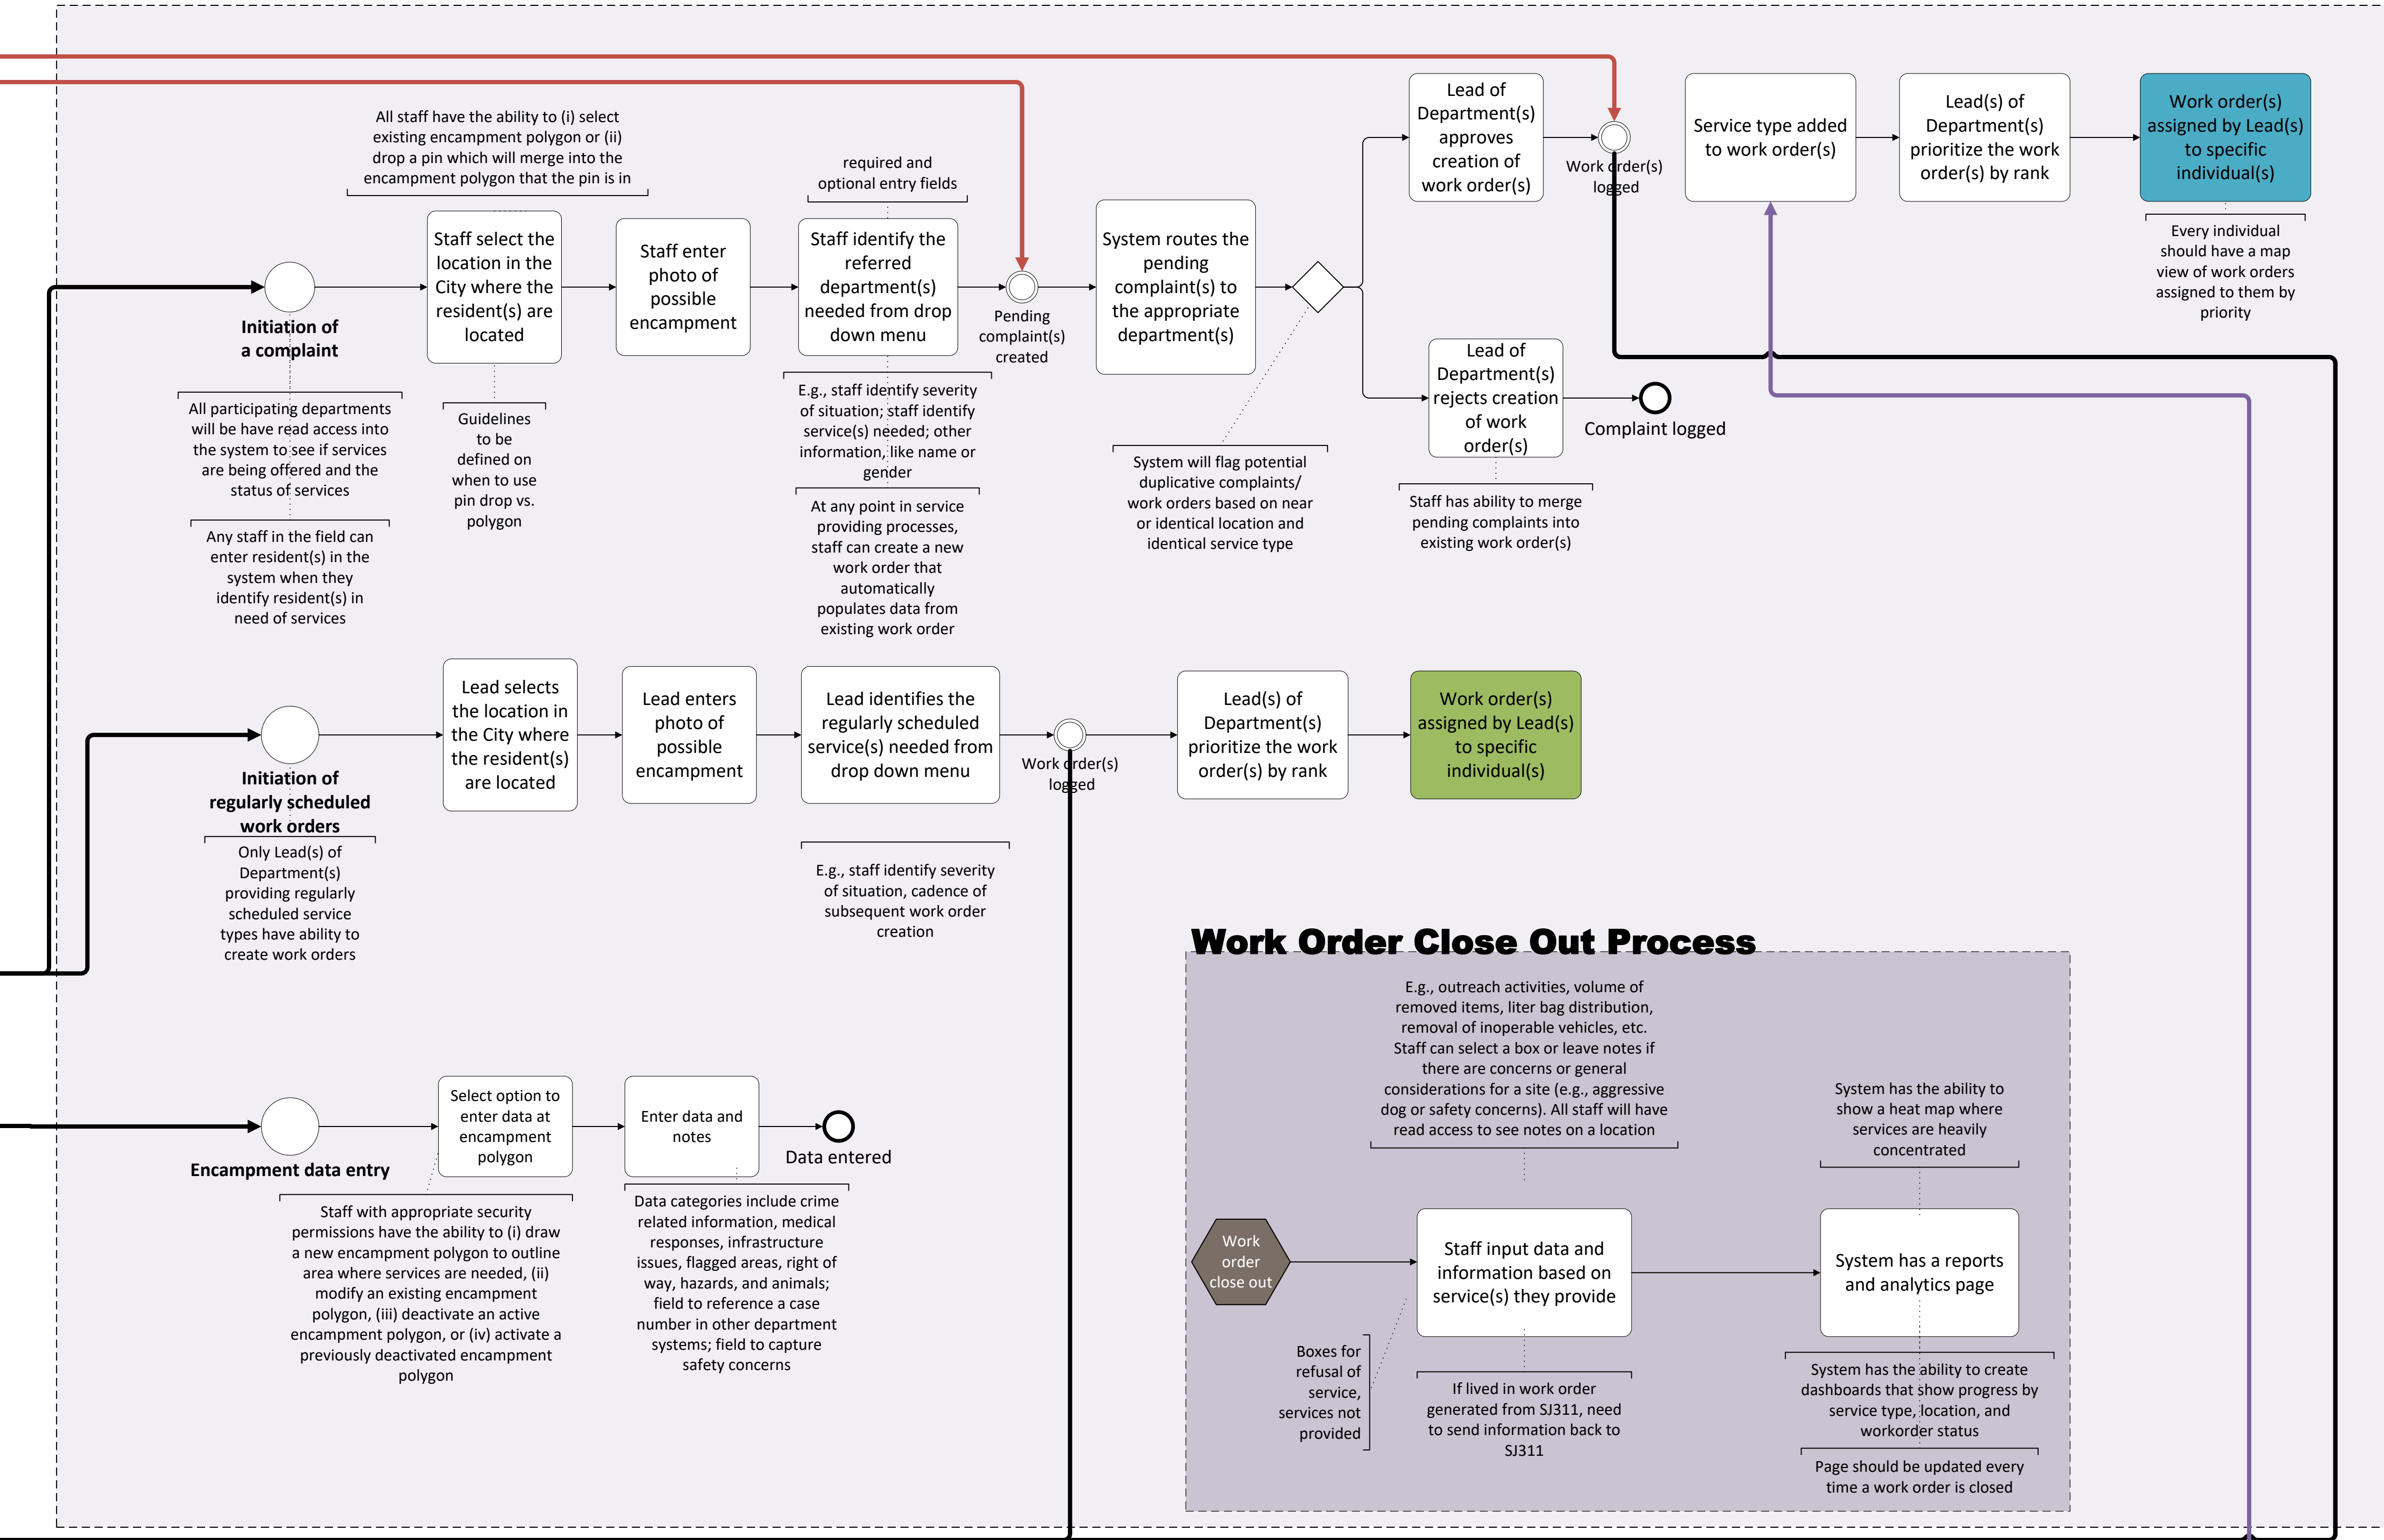 All staff have the ability to (i) select
existing encampment polygon or (ii)
drop a pin which will merge into the
encampment polygon that the pin is in
required and
optional entry fields
Initiation of
a complaint
All participating departments
will be have read access into
the system to see if services
are being offered and the
status of services
Any staff in the field can
enter resident(s) in the
system when they
identify resident(s) in
need of services
Staff select the
location in the
City where the
resident(s) are
located
Guidelines
to be
defined on
when to use
pin drop vs.
polygon
Staff enter
photo of
possible
encampment
Staff identify the
referred
department(s)
needed from drop
down menu
E.g., staff identify severity
of situation; staff identify
service(s) needed; other
information, like name or
gender
At any point in service
providing processes,
staff can create a new
work order that
automatically
populates data from
existing work order
Pending
complaint(s)
created
System routes the
pending
complaint(s) to
the appropriate
department(s)
System will flag potential
duplicative complaints/
work orders based on near
or identical location and
identical service type
Lead of
Department(s)
approves
creation of
work order(s)
Work order(s)
logged
Lead of
Department(s)
rejects creation
of work
order(s)
Complaint logged
Staff has ability to merge
pending complaints into
existing work order(s)
Service type added
to work order(s)
Lead(s) of
Department(s)
prioritize the work
order(s) by rank
Work order(s)
assigned by Lead(s)
to specific
individual(s)
Every individual
should have a map
view of work orders
assigned to them by
priority
Initiation of
regularly scheduled
work orders
Only Lead(s) of
Department(s)
providing regularly
scheduled service
types have ability to
create work orders
Lead selects
the location in
the City where
the resident(s)
are located
Lead enters
photo of
possible
encampment
Lead identifies the
regularly scheduled
service(s) needed from
drop down menu
E.g., staff identify severity
of situation, cadence of
subsequent work order
creation
Work order(s)
logged
Lead(s) of
Department(s)
prioritize the work
order(s) by rank
Work order(s)
assigned by Lead(s)
to specific
individual(s)
Encampment data entry
Select option to
enter data at
encampment
polygon
Staff with appropriate security
permissions have the ability to (i) draw
a new encampment polygon to outline
area where services are needed, (ii)
modify an existing encampment
polygon, (iii) deactivate an active
encampment polygon, or (iv) activate a
previously deactivated encampment
polygon
Enter data and
notes
Data categories include crime
related information, medical
responses, infrastructure
issues, flagged areas, right of
way, hazards, and animals;
field to reference a case
number in other department
systems; field to capture
safety concerns
Data entered
Work Order Close Out Process
E.g., outreach activities, volume of
removed items, liter bag distribution,
removal of inoperable vehicles, etc.
Staff can select a box or leave notes if
there are concerns or general
considerations for a site (e.g., aggressive
dog or safety concerns). All staff will have
read access to see notes on a location
System has the ability to
show a heat map where
services are heavily
concentrated
Work
order
close out
Staff input data and
information based on
service(s) they provide
System has a reports
and analytics page
Boxes for
refusal of
service,
services not
provided
If lived in work order
generated from SJ311, need
to send information back to
SJ311
System has the ability to create
dashboards that show progress by
service type, location, and
workorder status
Page should be updated every
time a work order is closed